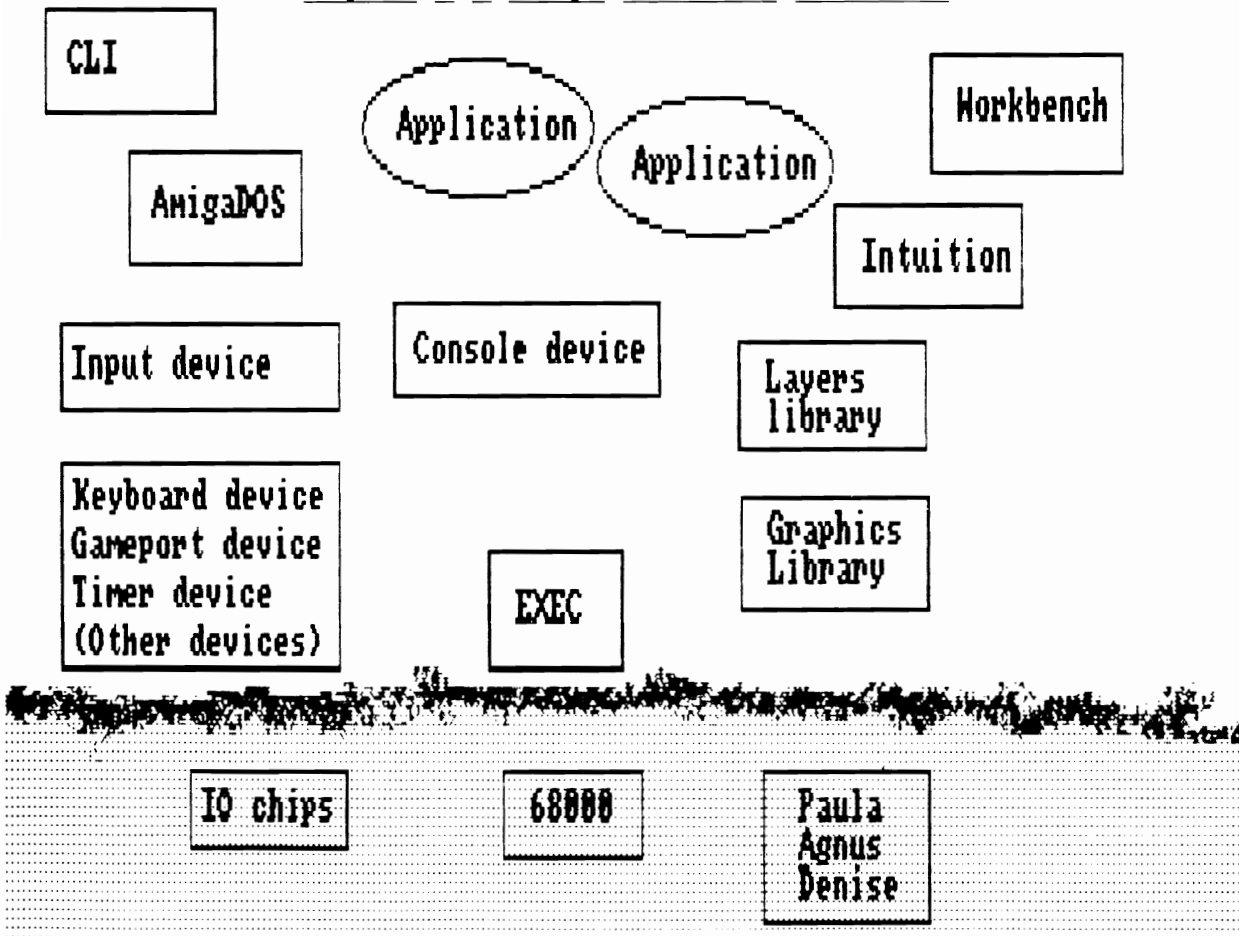 CLI
Application
Application
Workbench
AmigaDOS
Intuition
Input device
Console device
Layers
library
Keyboard device
Gameport device
Timer device
(Other devices)
EXEC
Graphics
Library
IO chips
68000
Paula
Agnus
Denise